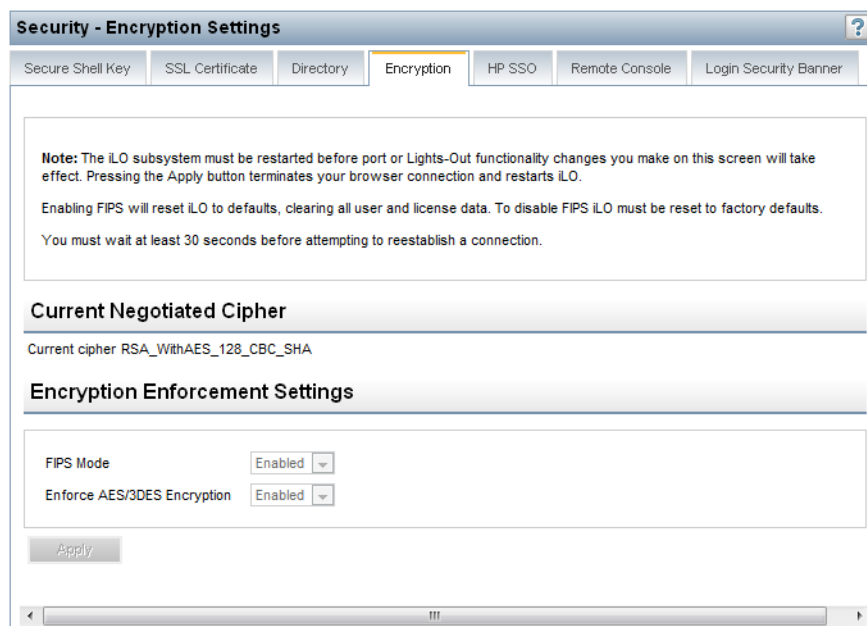 Security - Encryption Settings
?
Secure Shell Key SSL Certificate Directory Encryption HP SSO Remote Console Login Security Banner
Note: The iLO subsystem must be restarted before port or Lights-Out functionality changes you make on this screen will take
effect. Pressing the Apply button terminates your browser connection and restarts iLO.
Enabling FIPS will reset iLO to defaults, clearing all user and license data. To disable FIPS iLO must be reset to factory defaults.
You must wait at least 30 seconds before attempting to reestablish a connection.
Current Negotiated Cipher
Current cipher RSA_WithAES_128_CBC_SHA
Encryption Enforcement Settings
FIPS Mode Enabled
Enforce AES/3DES Encryption Enabled
Apply